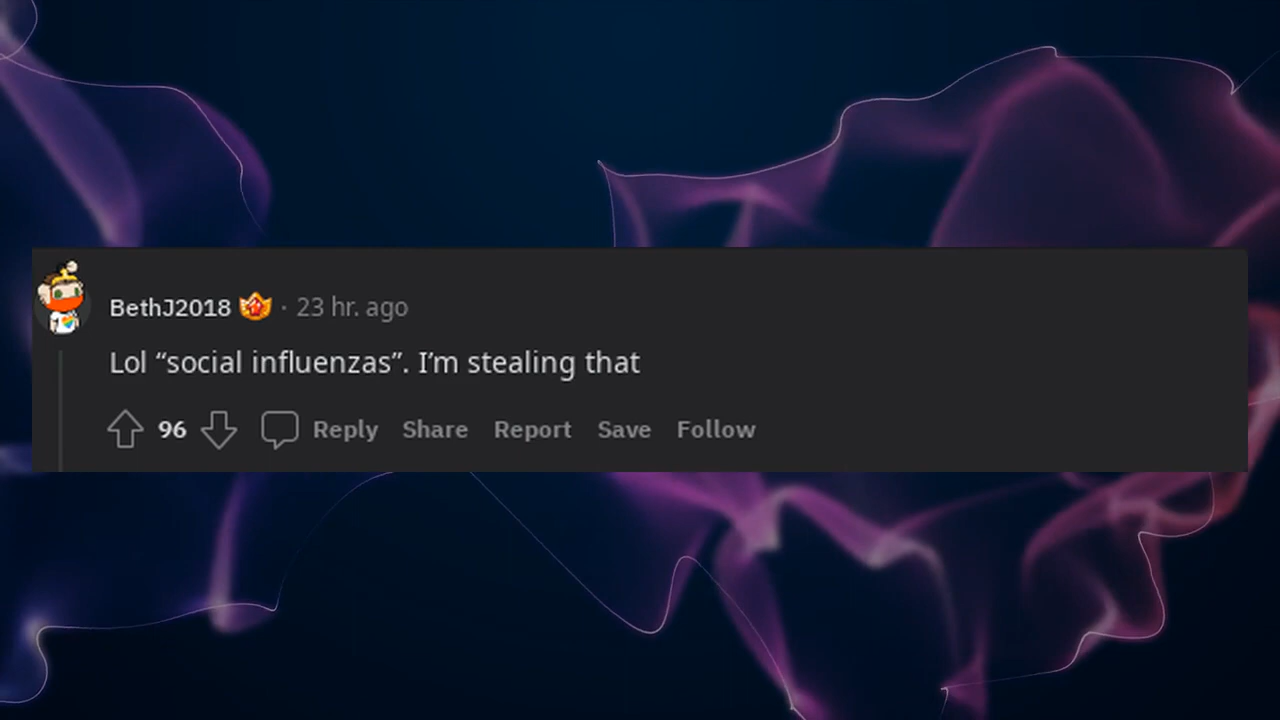 BethJ2018 · 23 hr. ago
Lol “social influenzas”. I’m stealing that
96 Reply Share Report Save Follow